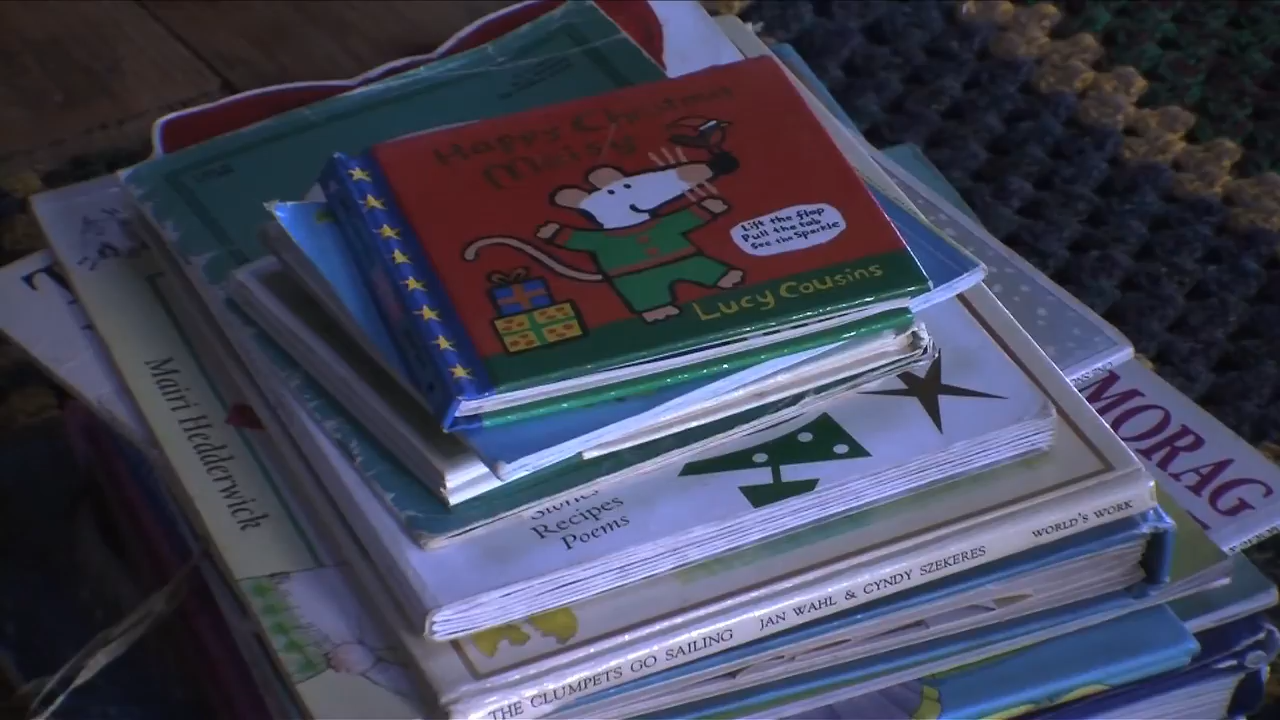 Happy Christmas
Maisy
Lift the flap
Pull the tab
See the Sparkle
Lucy Cousins
Mairi Hedderwick
Recipes
Poems
MORAG
THE CLUMPETS GO SAILING JAN WAHL & CYNDY SZEKERES WORLD'S WORK